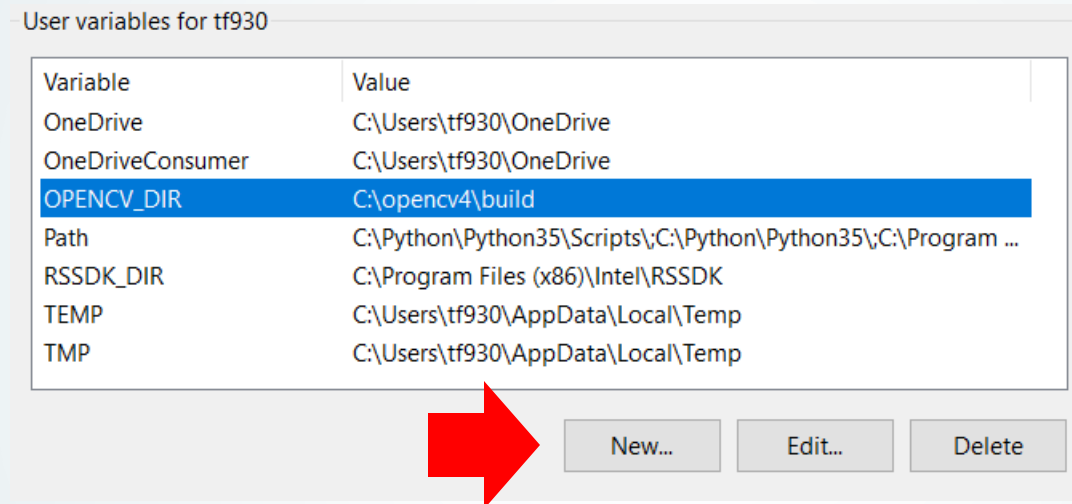 User variables for tf930
Variable Value
OneDrive C:\Users\tf930\OneDrive
OneDriveConsumer C:\Users\tf930\OneDrive
OPENCV_DIR C:\opencv4\build
Path C:\Python\Python35\Scripts\;C:\Python\Python35\;C:\Program ...
RSSDK_DIR C:\Program Files (x86)\Intel\RSSDK
TEMP C:\Users\tf930\AppData\Local\Temp
TMP C:\Users\tf930\AppData\Local\Temp
New... Edit... Delete